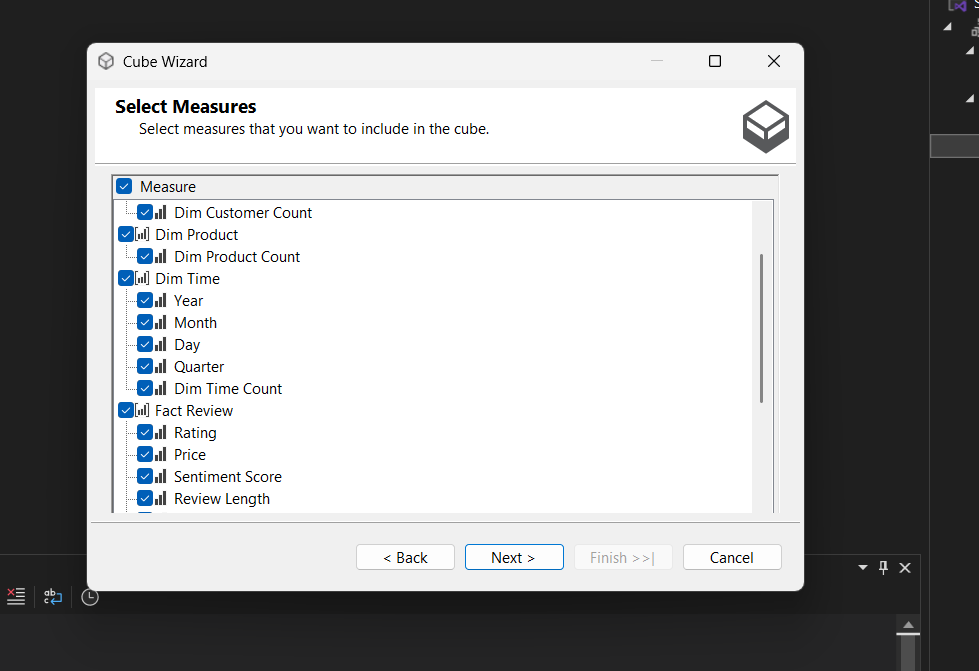 Cube Wizard
Select Measures
Select measures that you want to include in the cube.
Measure
Dim Customer Count
Dim Product
Dim Product Count
Dim Time
Year
Month
Day
Quarter
Dim Time Count
Fact Review
Rating
Price
Sentiment Score
Review Length
< Back
Next >
Finish >>|
Cancel
ab
c